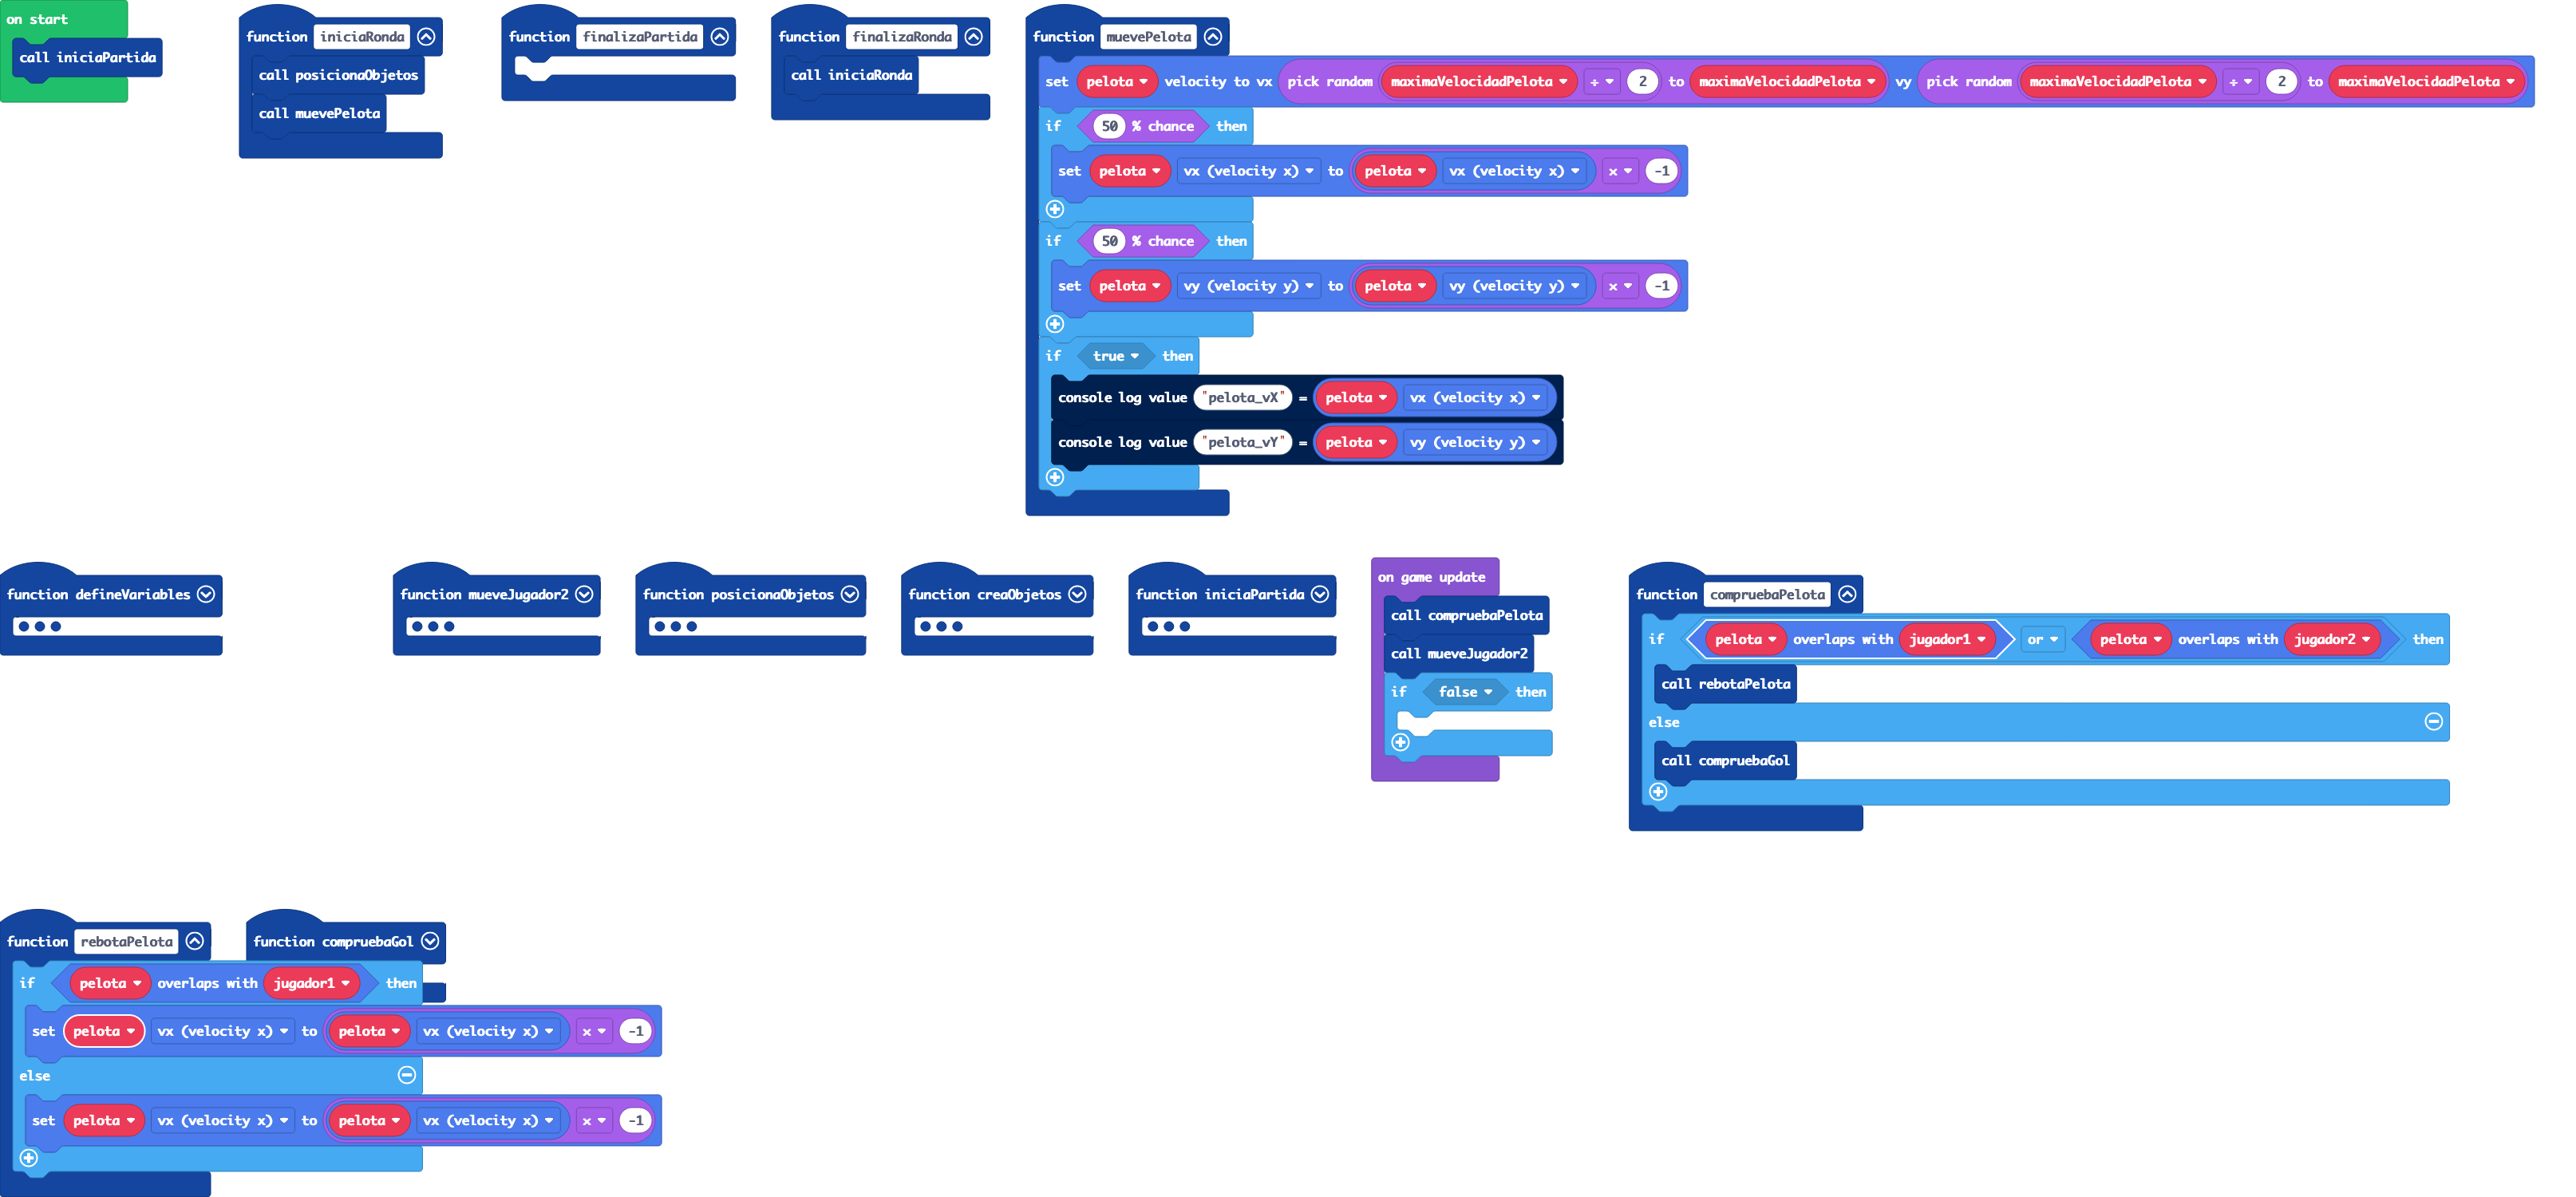 on start
call iniciaPartida
function iniciaRonda
call posicionaObjetos
call muevePelota
function finalizaPartida
function finalizaRonda
call iniciaRonda
function muevePelota
set pelota velocity to vx pick random maximaVelocidadPelota ÷ 2 to maximaVelocidadPelota vy pick random maximaVelocidadPelota ÷ 2 to maximaVelocidadPelota
if 50 % chance then
set pelota vx (velocity x) to pelota vx (velocity x) x -1
if 50 % chance then
set pelota vy (velocity y) to pelota vy (velocity y) x -1
if true then
console log value "pelota_vX" = pelota vx (velocity x)
console log value "pelota_vY" = pelota vy (velocity y)
function defineVariables
function mueveJugador2
function posicionaObjetos
function creaObjetos
function iniciaPartida
on game update
call compruebaPelota
call mueveJugador2
if false then
function compruebaPelota
if pelota overlaps with jugador1 or pelota overlaps with jugador2 then
call rebotaPelota
else
call compruebaGol
function rebotaPelota
if pelota overlaps with jugador1 then
set pelota vx (velocity x) to pelota vx (velocity x) x -1
else
set pelota vx (velocity x) to pelota vx (velocity x) x -1
function compruebaGol